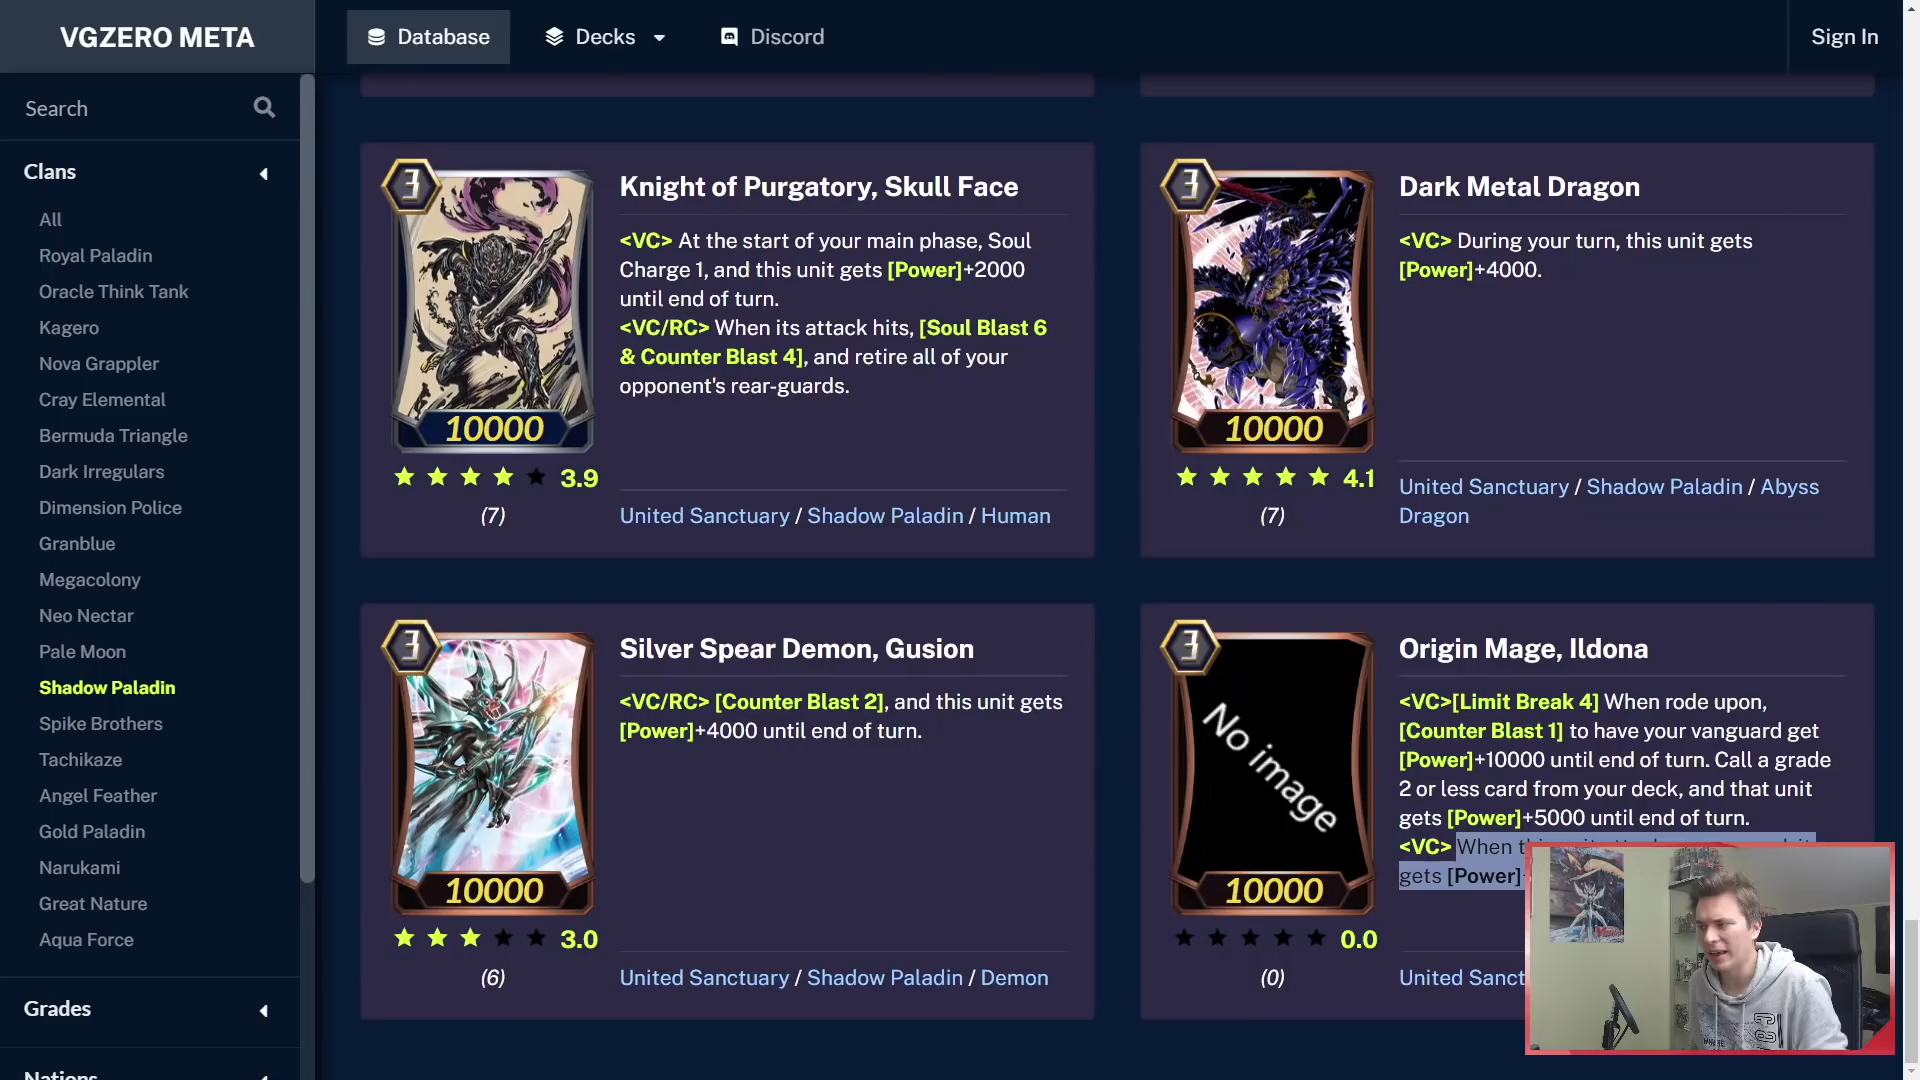 VGZERO META
Database
Decks
Discord
Sign In
Search
Clans
All
Royal Paladin
Oracle Think Tank
Kagero
Nova Grappler
Cray Elemental
Bermuda Triangle
Dark Irregulars
Dimension Police
Granblue
Megacolony
Neo Nectar
Pale Moon
Shadow Paladin
Spike Brothers
Tachikaze
Angel Feather
Gold Paladin
Narukami
Great Nature
Aqua Force
Grades
Nations
3
10000
3.9
(7)
Knight of Purgatory, Skull Face
<VC> At the start of your main phase, Soul
Charge 1, and this unit gets [Power]+2000
until end of turn.
<VC/RC> When its attack hits, [Soul Blast 6
& Counter Blast 4], and retire all of your
opponent's rear-guards.
United Sanctuary / Shadow Paladin / Human
3
10000
4.1
(7)
Dark Metal Dragon
<VC> During your turn, this unit gets
[Power]+4000.
United Sanctuary / Shadow Paladin / Abyss
Dragon
3
10000
3.0
(6)
Silver Spear Demon, Gusion
<VC/RC> [Counter Blast 2], and this unit gets
[Power]+4000 until end of turn.
United Sanctuary / Shadow Paladin / Demon
3
No image
10000
0.0
(0)
Origin Mage, Ildona
<VC>[Limit Break 4] When rode upon,
[Counter Blast 1] to have your vanguard get
[Power]+10000 until end of turn. Call a grade
2 or less card from your deck, and that unit
gets [Power]+5000 until end of turn.
<VC> When
gets [Power]
United